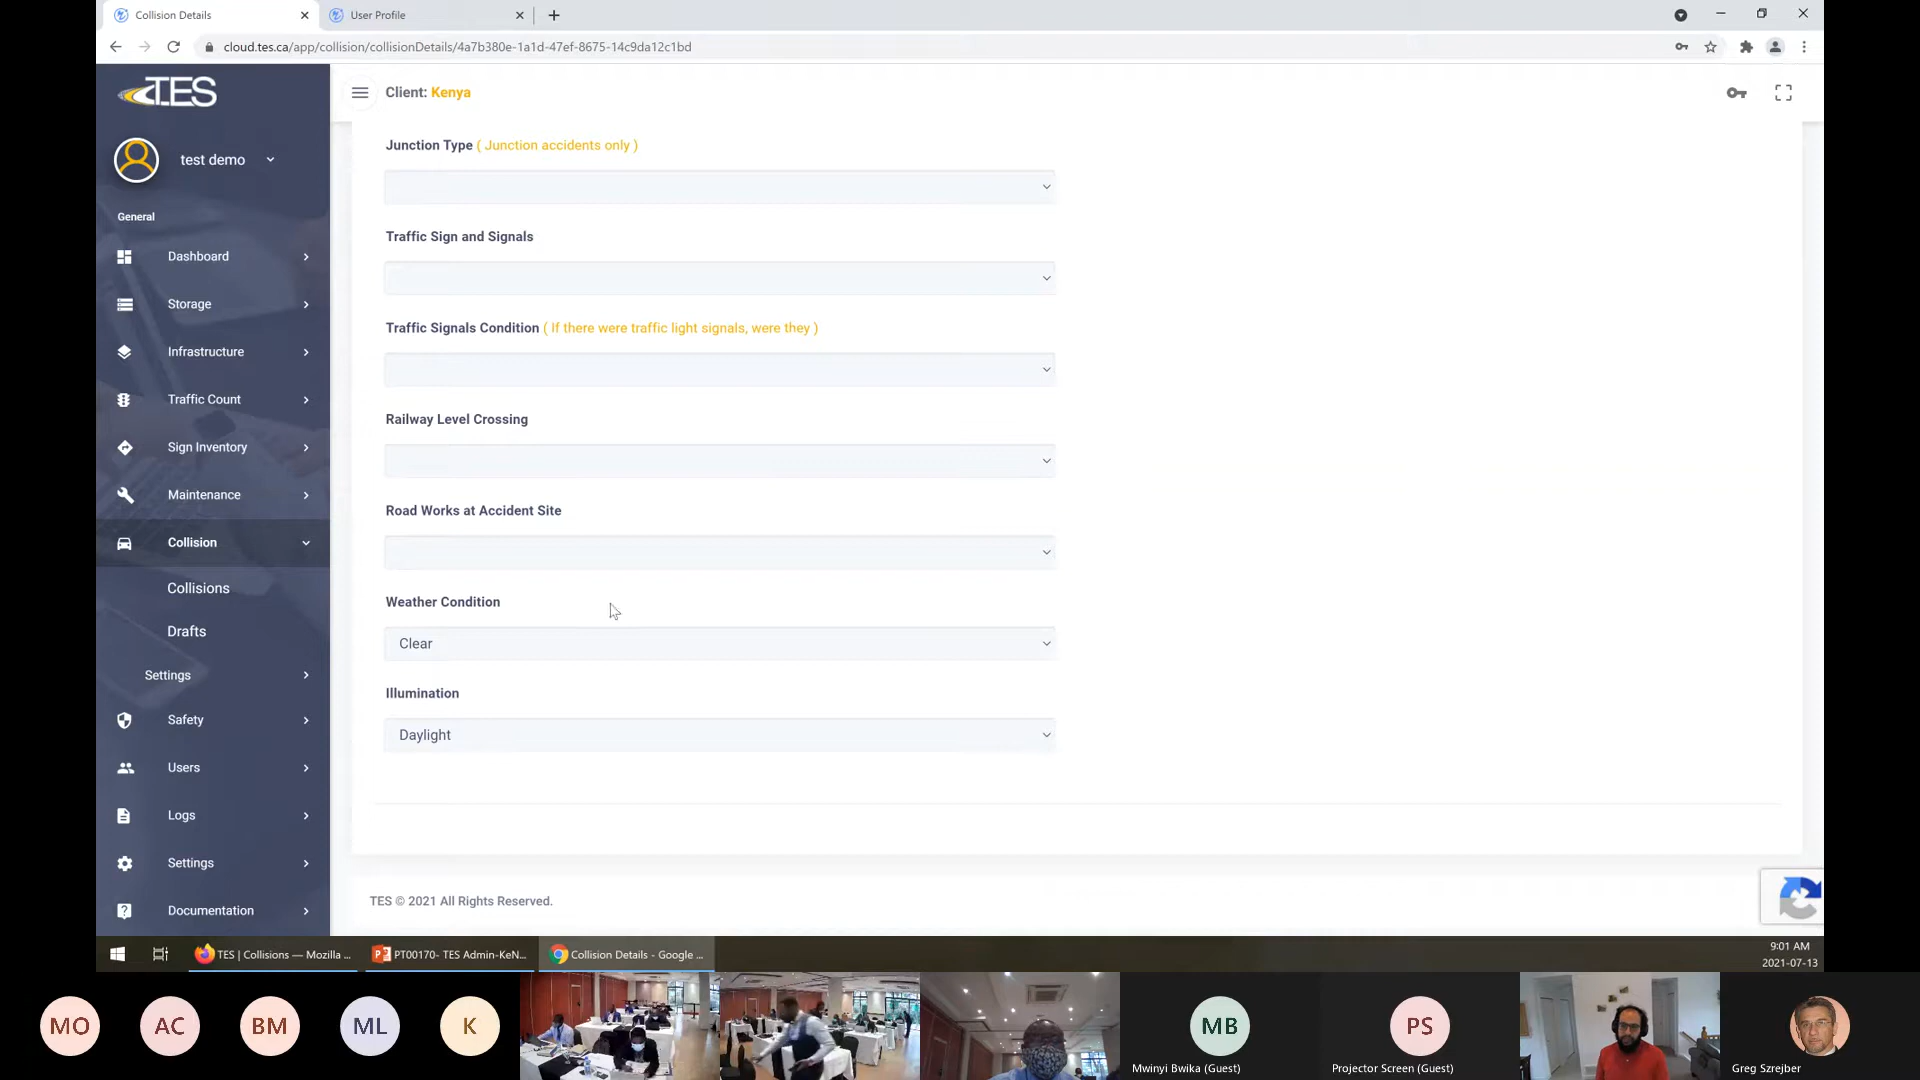 Collision Details
User Profile
cloud.tes.ca/app/collision/collisionDetails/4a7b380e-1a1d-47ef-8675-14c9da12c1bd
TES
Client: Kenya
test demo
General
Dashboard
Storage
Infrastructure
Traffic Count
Sign Inventory
Maintenance
Collision
Collisions
Drafts
Settings
Safety
Users
Logs
Settings
Documentation
Junction Type ( Junction accidents only )
Traffic Sign and Signals
Traffic Signals Condition ( If there were traffic light signals, were they )
Railway Level Crossing
Road Works at Accident Site
Weather Condition
Clear
Illumination
Daylight
TES © 2021 All Rights Reserved.
TES | Collisions — Mozilla ...
PT00170- TES Admin-KeN...
Collision Details - Google ...
9:01 AM
2021-07-13
MO
AC
BM
ML
K
MB
Mwinyi Bwika (Guest)
PS
Projector Screen (Guest)
Greg Szrejber